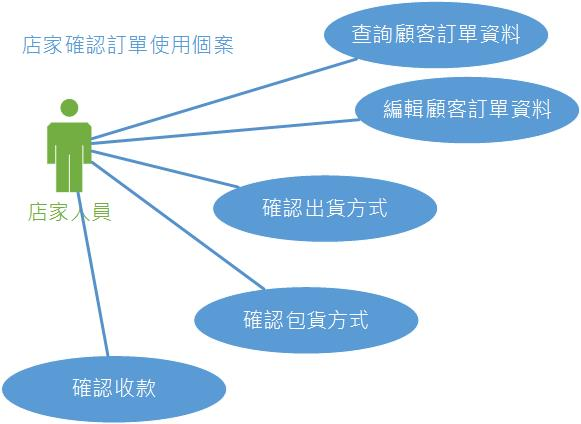 店家確認訂單使用個案
查詢顧客訂單資料
編輯顧客訂單資料
店家人員
確認出貨方式
確認包貨方式
確認收款